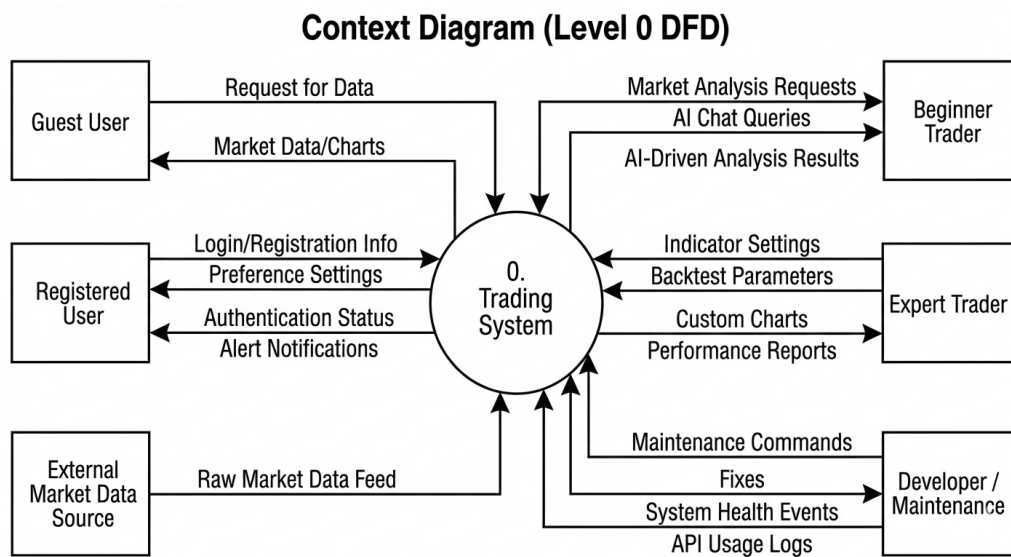 Context Diagram (Level 0 DFD)
Guest User
Request for Data
Market Data/Charts
Market Analysis Requests
AI Chat Queries
AI-Driven Analysis Results
Beginner
Trader
Registered
User
Login/Registration Info
Preference Settings
Authentication Status
Alert Notifications
0.
Trading
System
Indicator Settings
Backtest Parameters
Custom Charts
Performance Reports
Expert Trader
External
Market Data
Source
Raw Market Data Feed
Maintenance Commands
Fixes
System Health Events
API Usage Logs
Developer /
Maintenance